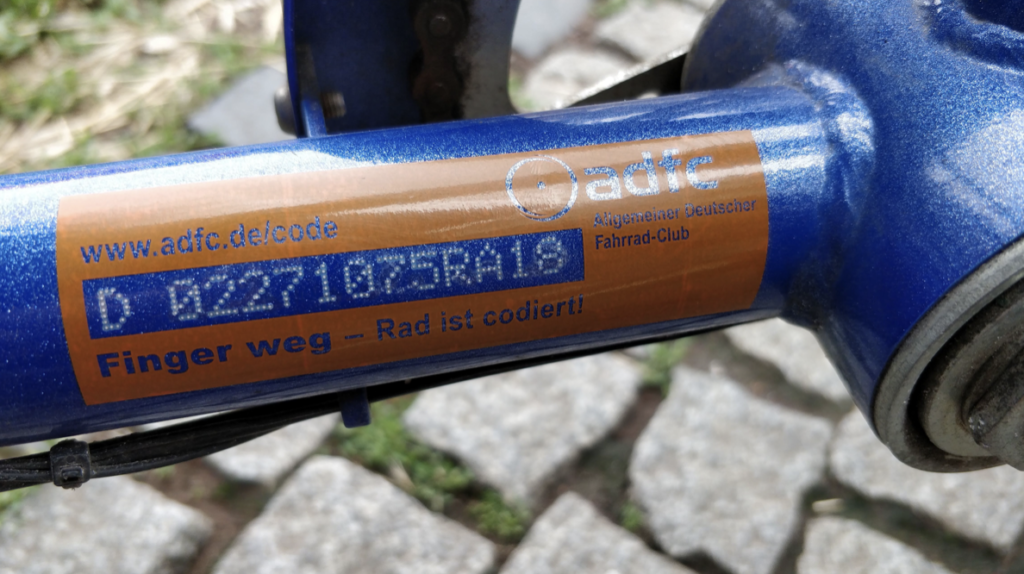 adfc
Allgemeiner Deutscher
Fahrrad-Club
www.adfc.de/code
D 02271075RA18
Finger weg – Rad ist codiert!